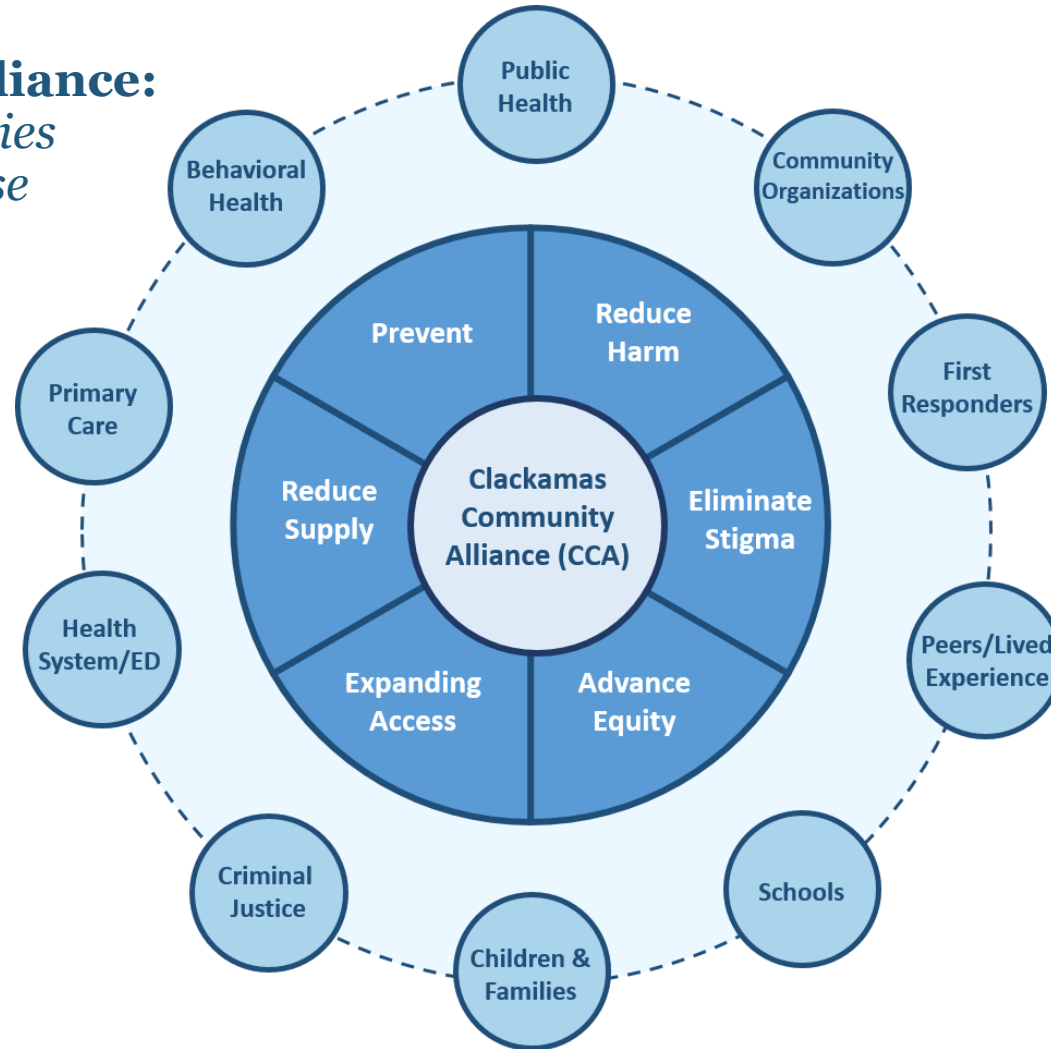 liance:
ies
se
Public
Health
Behavioral
Health
Community
Organizations
Prevent
Reduce
Harm
Primary
Care
First
Responders
Reduce
Supply
Clackamas
Community
Alliance (CCA)
Eliminate
Stigma
Health
System/ED
Peers/Lived
Experience
Expanding
Access
Advance
Equity
Criminal
Justice
Schools
Children &
Families